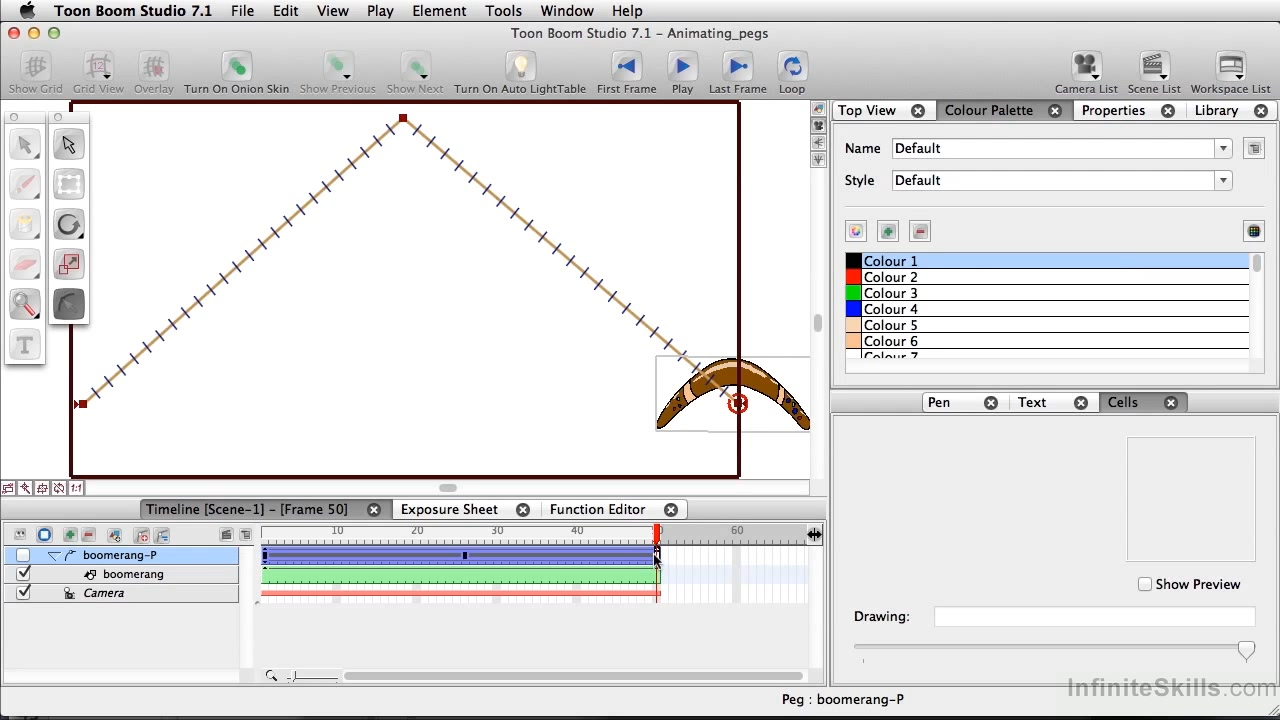 Toon Boom Studio 7.1 File Edit View Play Element Tools Window Help
Toon Boom Studio 7.1 - Animating_pegs
Show Grid Grid View Overlay Turn On Onion Skin Show Previous Show Next Turn On Auto LightTable First Frame Play Last Frame Loop Camera List Scene List Workspace List
Top View Colour Palette Properties Library
Name Default
Style Default
Colour 1
Colour 2
Colour 3
Colour 4
Colour 5
Colour 6
Colour 7
T
1:1
Pen Text Cells
Timeline [Scene-1] - [Frame 50] Exposure Sheet Function Editor
10 20 30 40 60
boomerang-P
boomerang
Camera
Show Preview
Drawing:
InfiniteSkills.com
Peg : boomerang-P